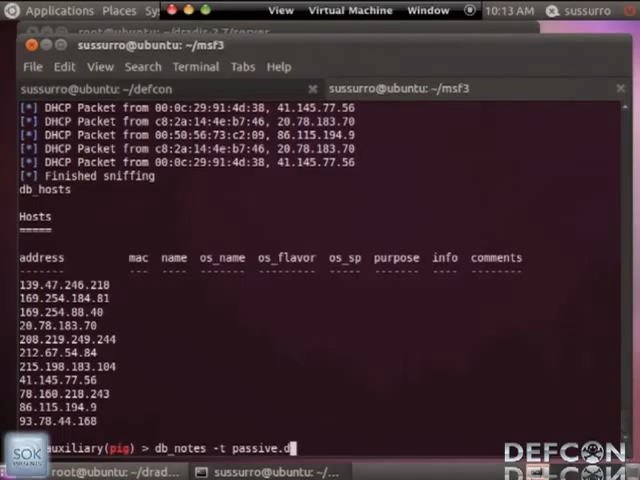 Applications Places Sy
View Virtual Machine Window
10:13 AM sussurro
sussurro@ubuntu: ~/msf3
File Edit View Search Terminal Tabs Help
sussurro@ubuntu: ~/defcon
sussurro@ubuntu: ~/msf3
[*] DHCP Packet from 00:0c:29:91:4d:38, 41.145.77.56
[*] DHCP Packet from c8:2a:14:4e:b7:46, 20.78.183.70
[*] DHCP Packet from 00:50:56:73:c2:09, 86.115.194.9
[*] DHCP Packet from c8:2a:14:4e:b7:46, 20.78.183.70
[*] DHCP Packet from 00:0c:29:91:4d:38, 41.145.77.56
[*] Finished sniffing
db_hosts
Hosts
=====
address mac name os_name os_flavor os_sp purpose info comments
------- --- ---- ------- --------- ----- ------- ---- --------
139.47.246.218
169.254.184.81
169.254.88.40
20.78.183.70
208.219.249.244
212.67.54.84
215.198.183.104
41.145.77.56
78.160.218.243
86.115.194.9
93.78.44.168
auxiliary(pig) > db_notes -t passive.d
SOK
DEFCON
root@ubuntu: ~/drad...
sussurro@ubuntu: ~/...